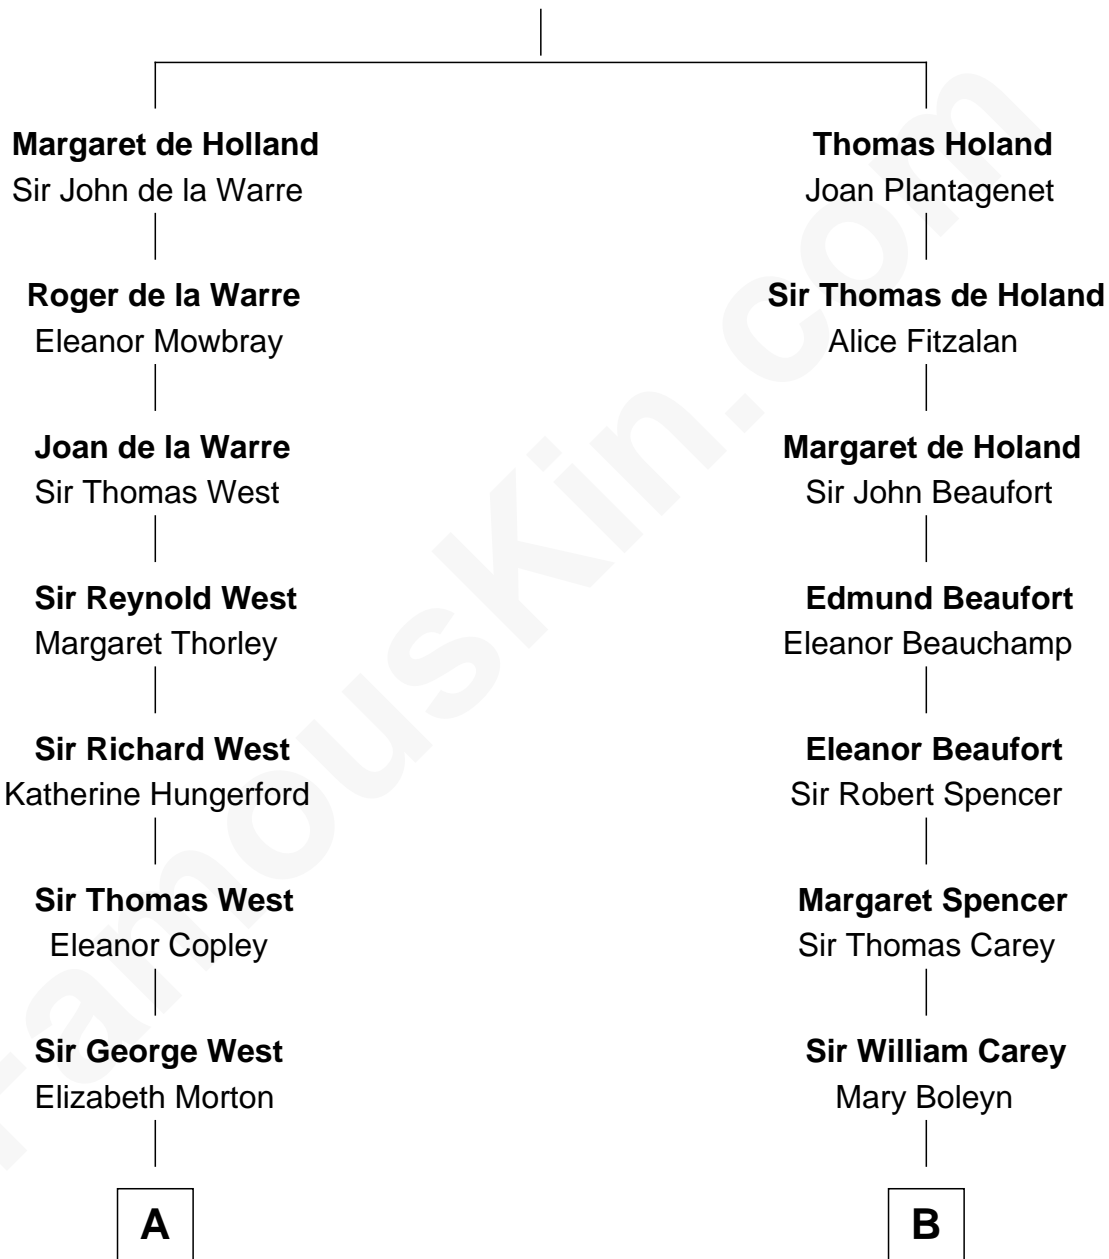 Margaret de Holland
Sir John de la Warre
Roger de la Warre
Eleanor Mowbray
Joan de la Warre
Sir Thomas West
Sir Reynold West
Margaret Thorley
Sir Richard West
Katherine Hungerford
Sir Thomas West
Eleanor Copley
Sir George West
Elizabeth Morton
A
Thomas Holand
Joan Plantagenet
Sir Thomas de Holand
Alice Fitzalan
Margaret de Holand
Sir John Beaufort
Edmund Beaufort
Eleanor Beauchamp
Eleanor Beaufort
Sir Robert Spencer
Margaret Spencer
Sir Thomas Carey
Sir William Carey
Mary Boleyn
B
FamousKin.com